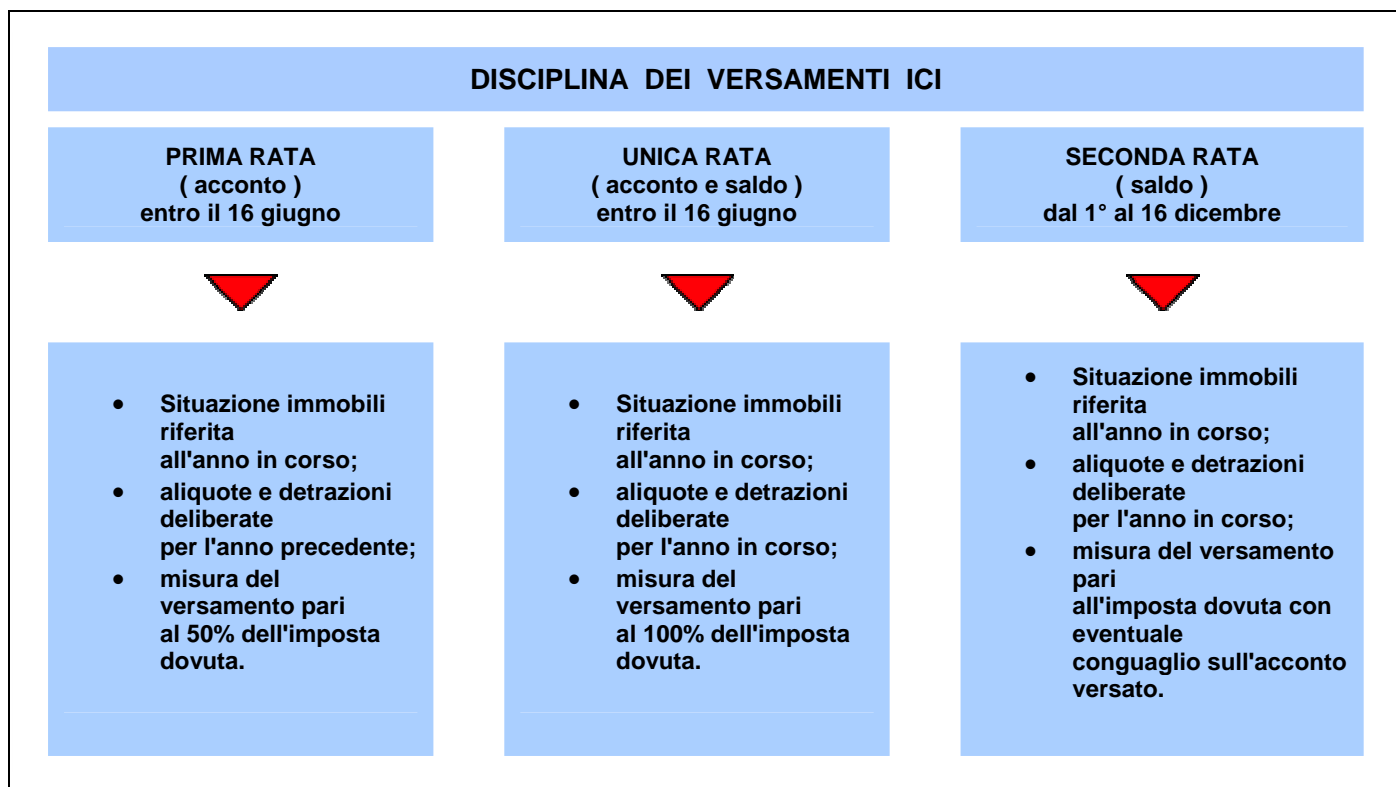 DISCIPLINA DEI VERSAMENTI ICI
PRIMA RATA
( acconto )
entro il 16 giugno
UNICA RATA
( acconto e saldo )
entro il 16 giugno
SECONDA RATA
( saldo )
dal 1° al 16 dicembre
• Situazione immobili
riferita
all'anno in corso;
• aliquote e detrazioni
deliberate
per l'anno precedente;
• misura del
versamento pari
al 50% dell'imposta
dovuta.
• Situazione immobili
riferita
all'anno in corso;
• aliquote e detrazioni
deliberate
per l'anno in corso;
• misura del
versamento pari
al 100% dell'imposta
dovuta.
• Situazione immobili
riferita
all'anno in corso;
• aliquote e detrazioni
deliberate
per l'anno in corso;
• misura del versamento
pari
all'imposta dovuta con
eventuale
conguaglio sull'acconto
versato.